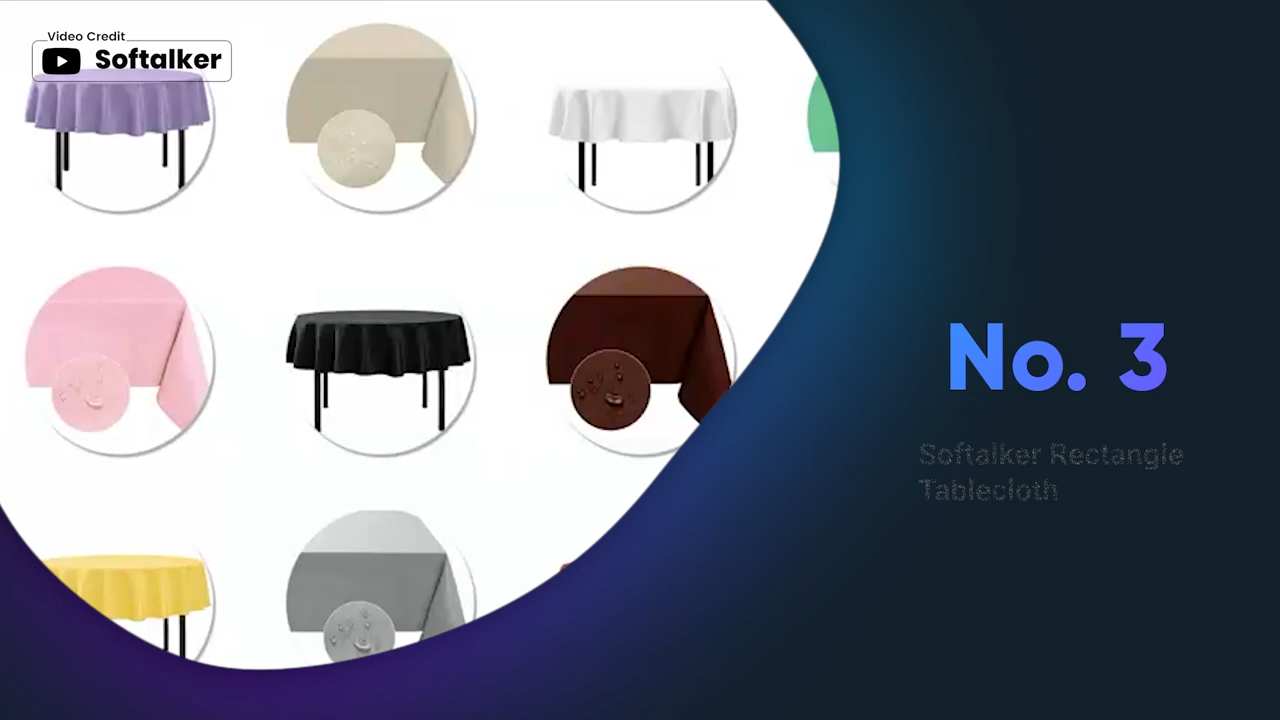 Video Credit
Softalker
No. 3
Softalker Rectangle
Tablecloth